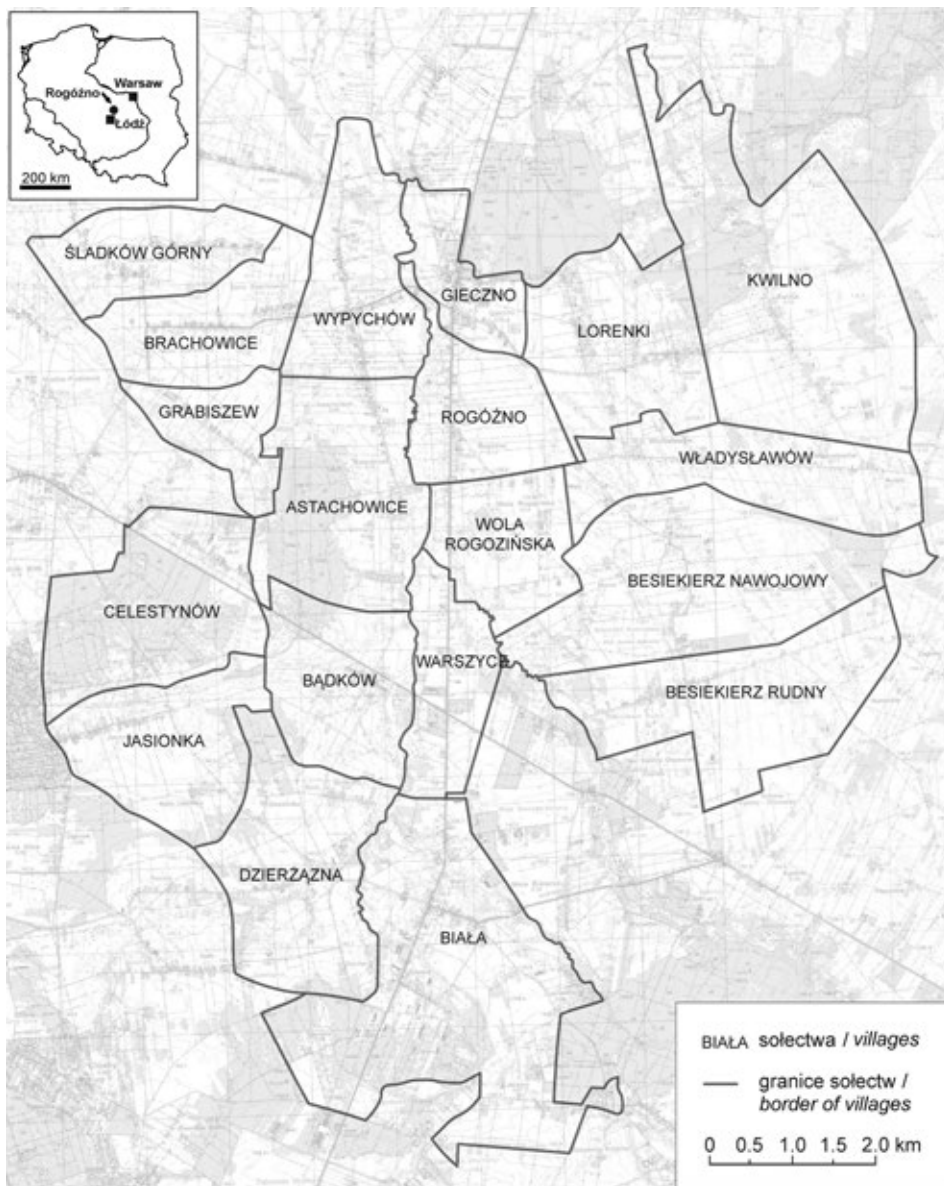 Warsaw
Rogóźno
Łódź
200 km
ŚLADKÓW GÓRNY
KWILNO
GIECZNO
WYPYCHÓW
LORENKI
BRACHOWICE
GRABISZEW
ROGÓŹNO
WŁADYSŁAWÓW
ASTACHOWICE
WOLA
ROGOZIŃSKA
BESIEKIERZ NAWOJOWY
CELESTYNÓW
WARSZYCE
BĄDKÓW
BESIEKIERZ RUDNY
JASIONKA
DZIERŻĄZNA
BIAŁA
BIAŁA sołectwa / villages
granice sołectw /
border of villages
0 0.5 1.0 1.5 2.0 km